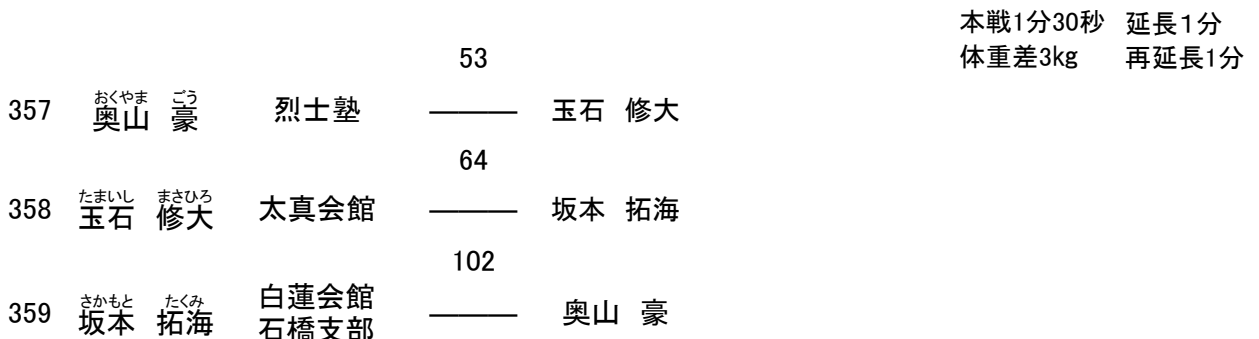 本戦1分30秒 延長１分
体重差3kg 再延長1分
53
おくやま ごう
357 奥山 豪 烈士塾 ――― 玉石 修大
64
たまいし まさひろ
358 玉石 修大 太真会館 ――― 坂本 拓海
102
さかもと たくみ
359 坂本 拓海 白蓮会館 ――― 奥山 豪
石橋支部